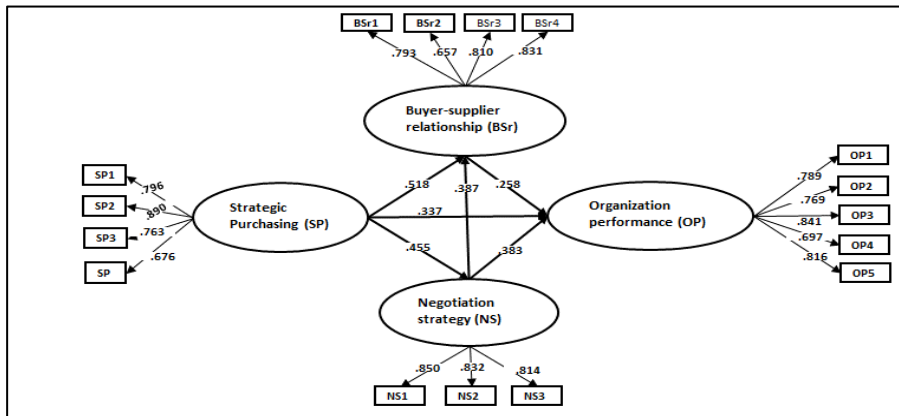 BSr1 BSr2 BSr3 BSr4
.793 .657 .810 .831
Buyer-supplier
relationship (BSr)
SP1
SP2
SP3
SP
.796
.890
.763
.676
Strategic
Purchasing (SP)
.518
.387
.258
.337
.455
.383
Organization
performance (OP)
.789
.769
.841
.697
.816
OP1
OP2
OP3
OP4
OP5
Negotiation
strategy (NS)
.850 .832 .814
NS1 NS2 NS3